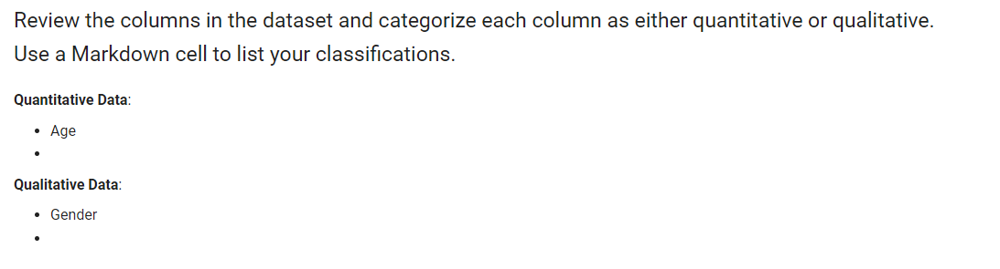 Review the columns in the dataset and categorize each column as either quantitative or qualitative.
Use a Markdown cell to list your classifications.
Quantitative Data:
• Age
•
Qualitative Data:
• Gender
•